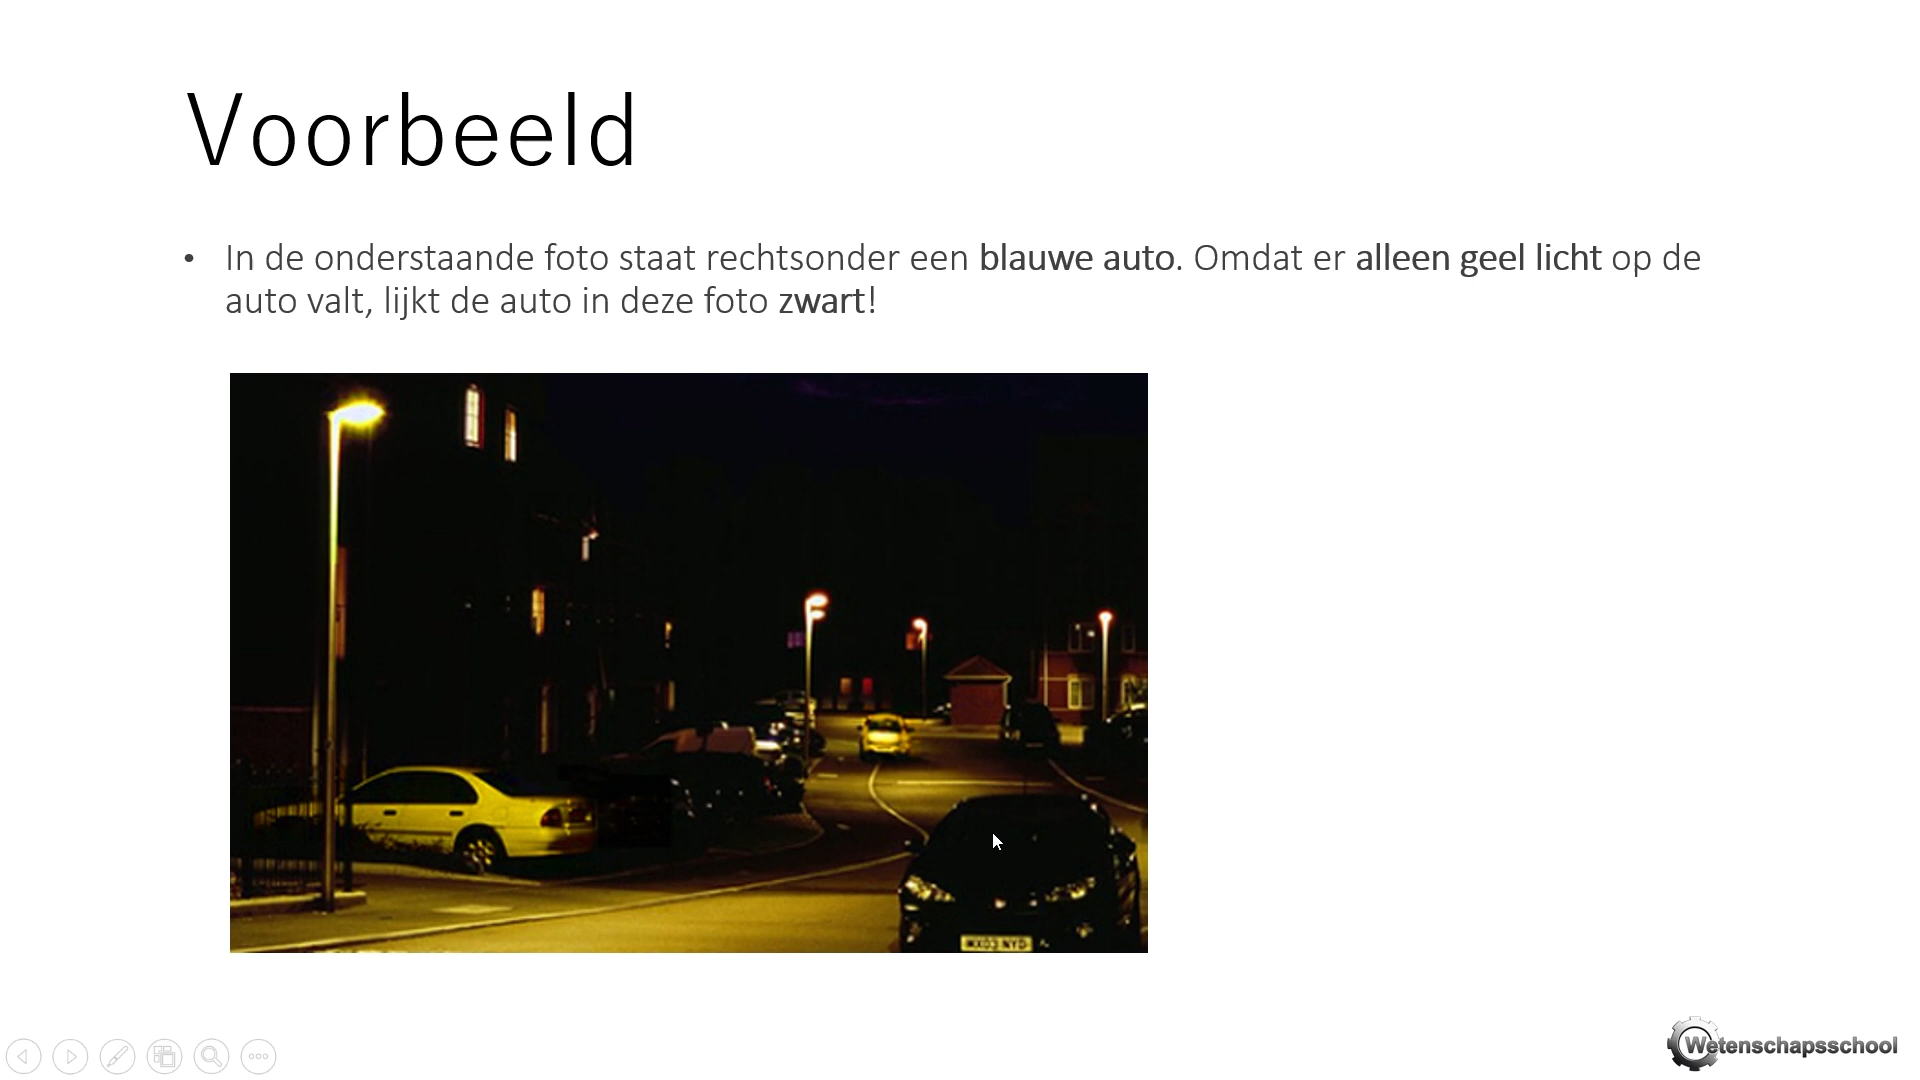 Voorbeeld
• In de onderstaande foto staat rechtsonder een blauwe auto. Omdat er alleen geel licht op de
auto valt, lijkt de auto in deze foto zwart!
Wetenschapsschool